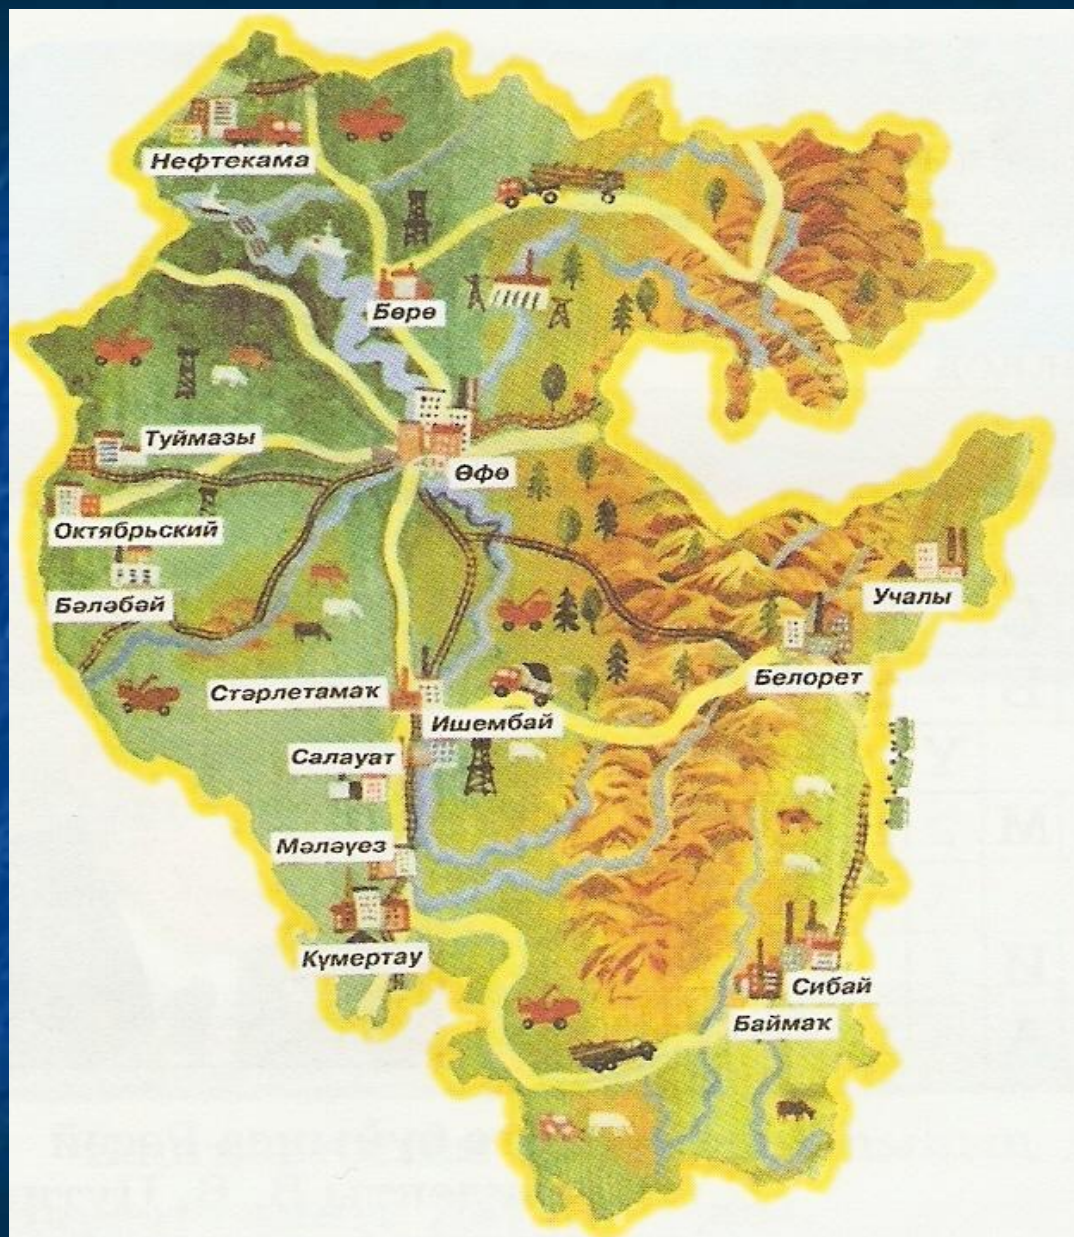 Нефтекама
Бөрө
Туймазы
Өфө
Октябрьский
Бәләбәй
Учалы
Белорет
Стәрлетамаҡ
Ишембай
Салауат
Мәләүез
Күмертау
Сибай
Баймаҡ